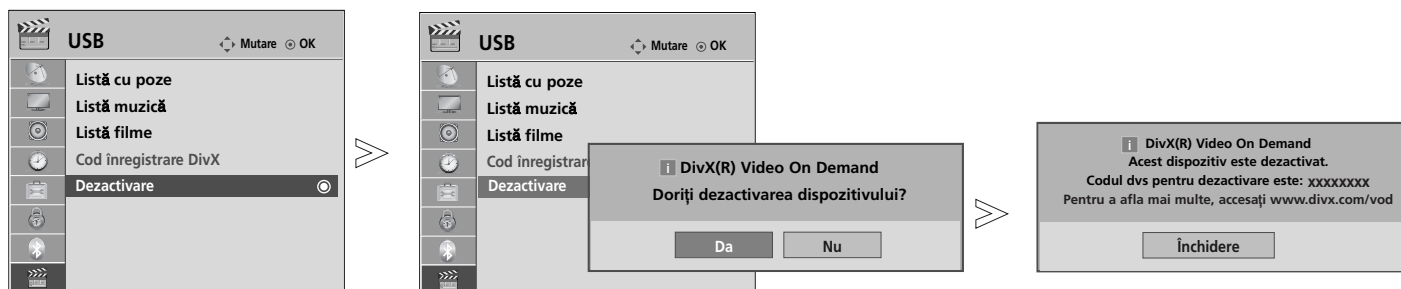 USB
Mutare
OK
Listă cu poze
Listă muzică
Listă filme
Cod înregistrare DivX
Dezactivare
USB
Mutare
OK
Listă cu poze
Listă muzică
Listă filme
Cod înregistrare
Dezactivare
i DivX(R) Video On Demand
Doriți dezactivarea dispozitivului?
Da
Nu
i DivX(R) Video On Demand
Acest dispozitiv este dezactivat.
Codul dvs pentru dezactivare este: xxxxxxxx
Pentru a afla mai multe, accesați www.divx.com/vod
Închidere